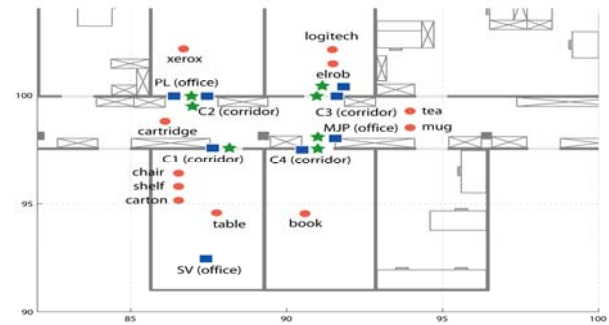 logitech
xerox
elrob
PL (office)
100
C2 (corridor)
C3 (corridor)
tea
cartridge
MJP (office)
mug
C1 (corridor)
C4 (corridor)
chair
shelf
95
carton
table
book
SV (office)
90
85
90
95
100